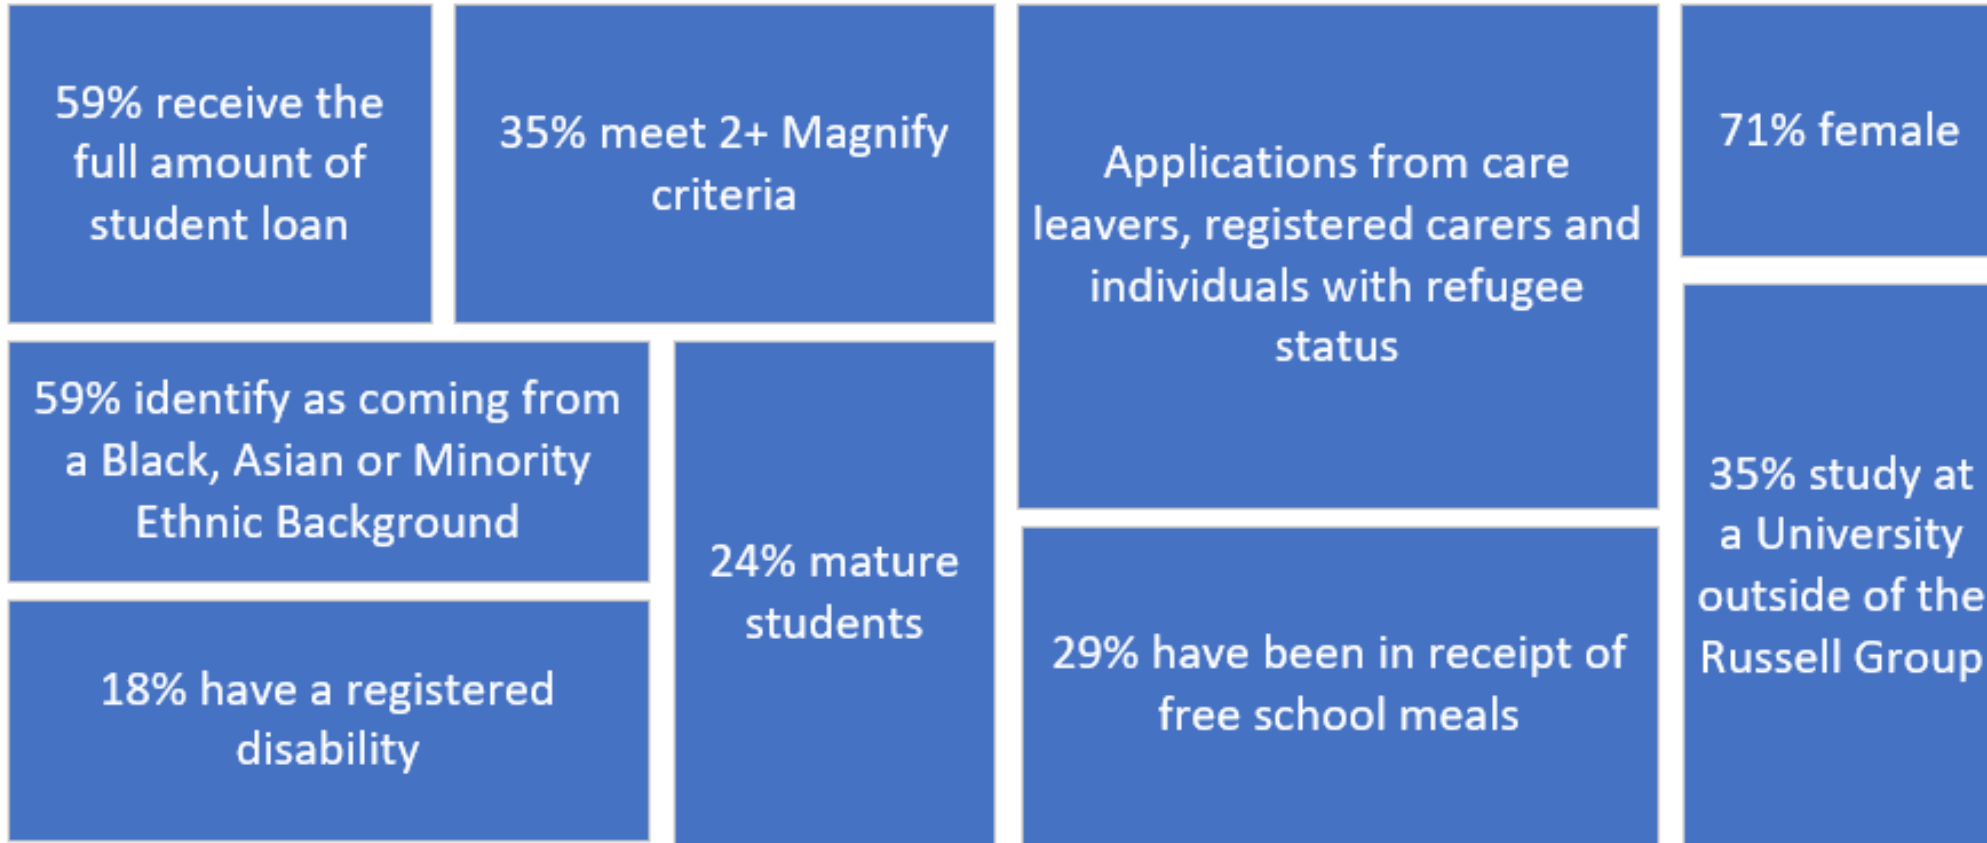 59% receive the
full amount of
student loan
35% meet 2+ Magnify
criteria
Applications from care
leavers, registered carers and
individuals with refugee
status
71% female
59% identify as coming from
a Black, Asian or Minority
Ethnic Background
24% mature
students
35% study at
a University
outside of the
Russell Group
18% have a registered
disability
29% have been in receipt of
free school meals